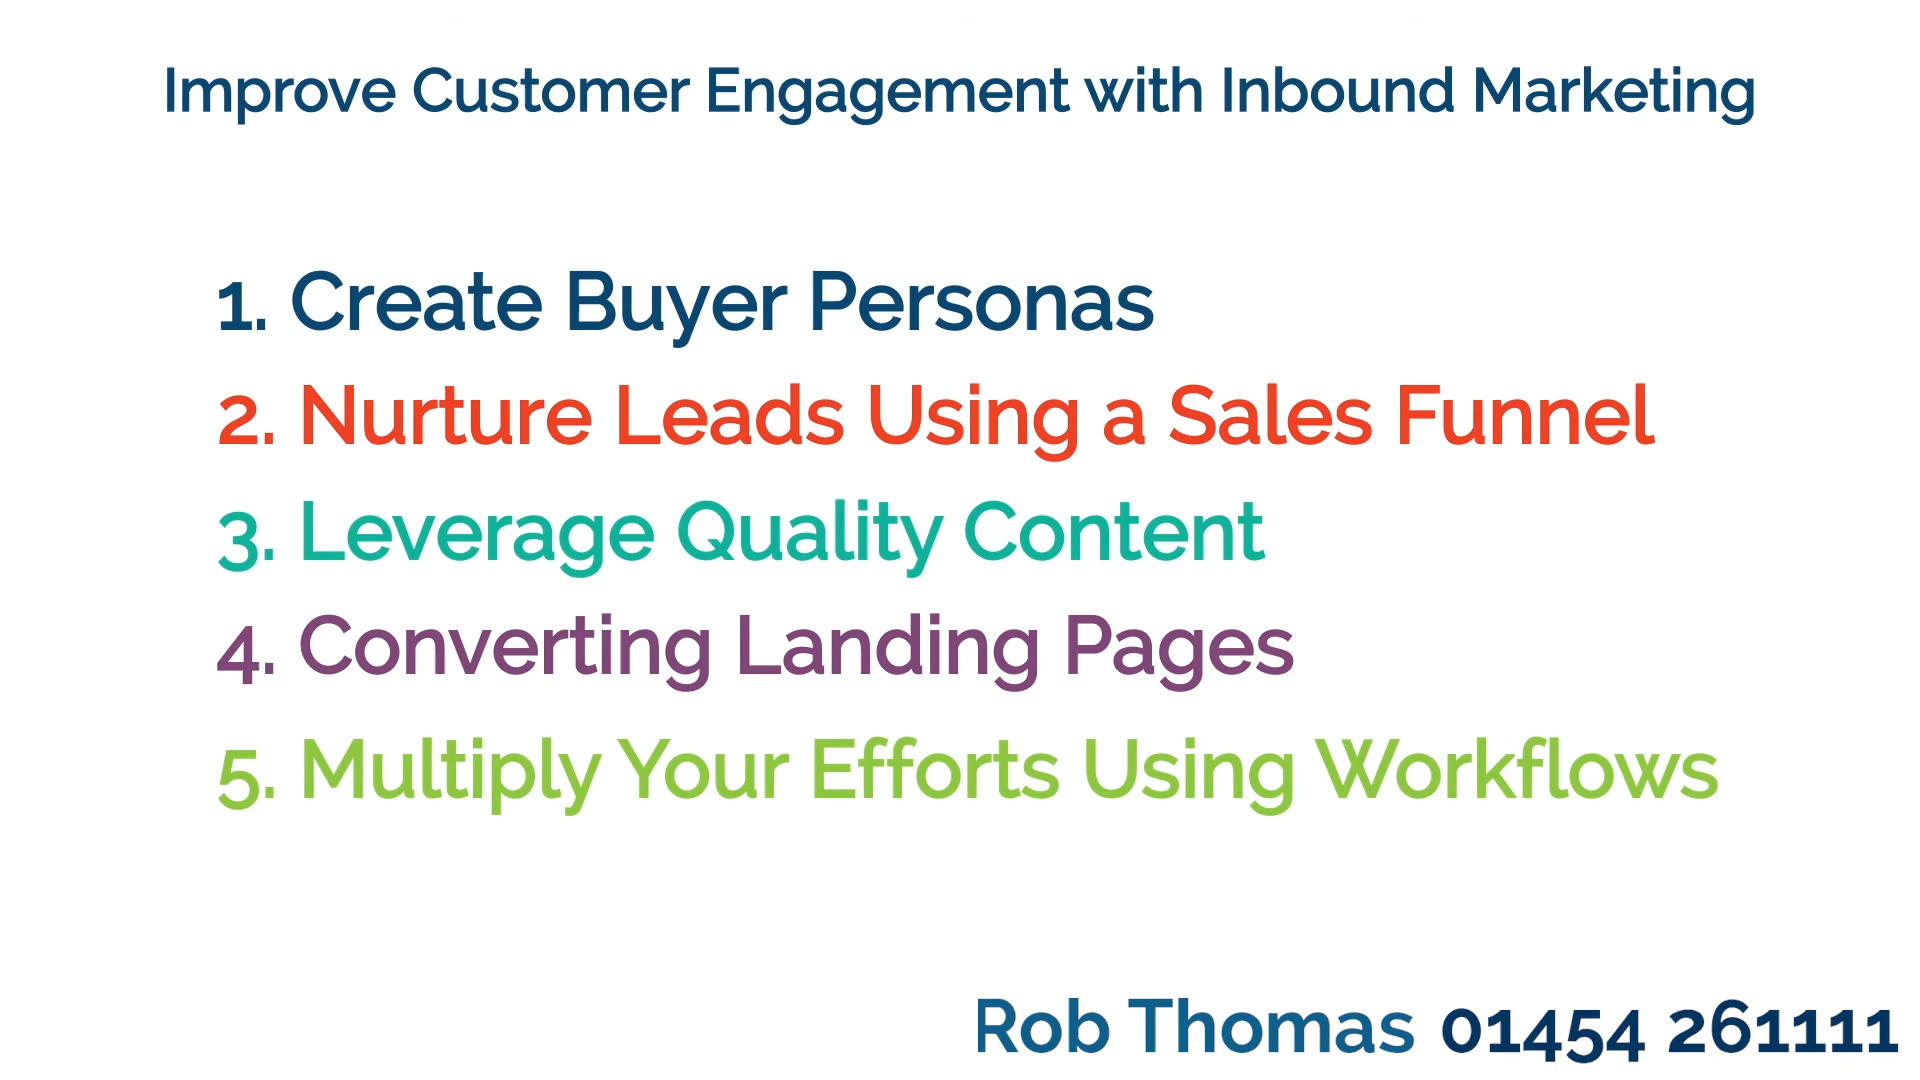 Improve Customer Engagement with Inbound Marketing
1. Create Buyer Personas
2. Nurture Leads Using a Sales Funnel
3. Leverage Quality Content
4. Converting Landing Pages
5. Multiply Your Efforts Using Workflows
Rob Thomas 01454 261111